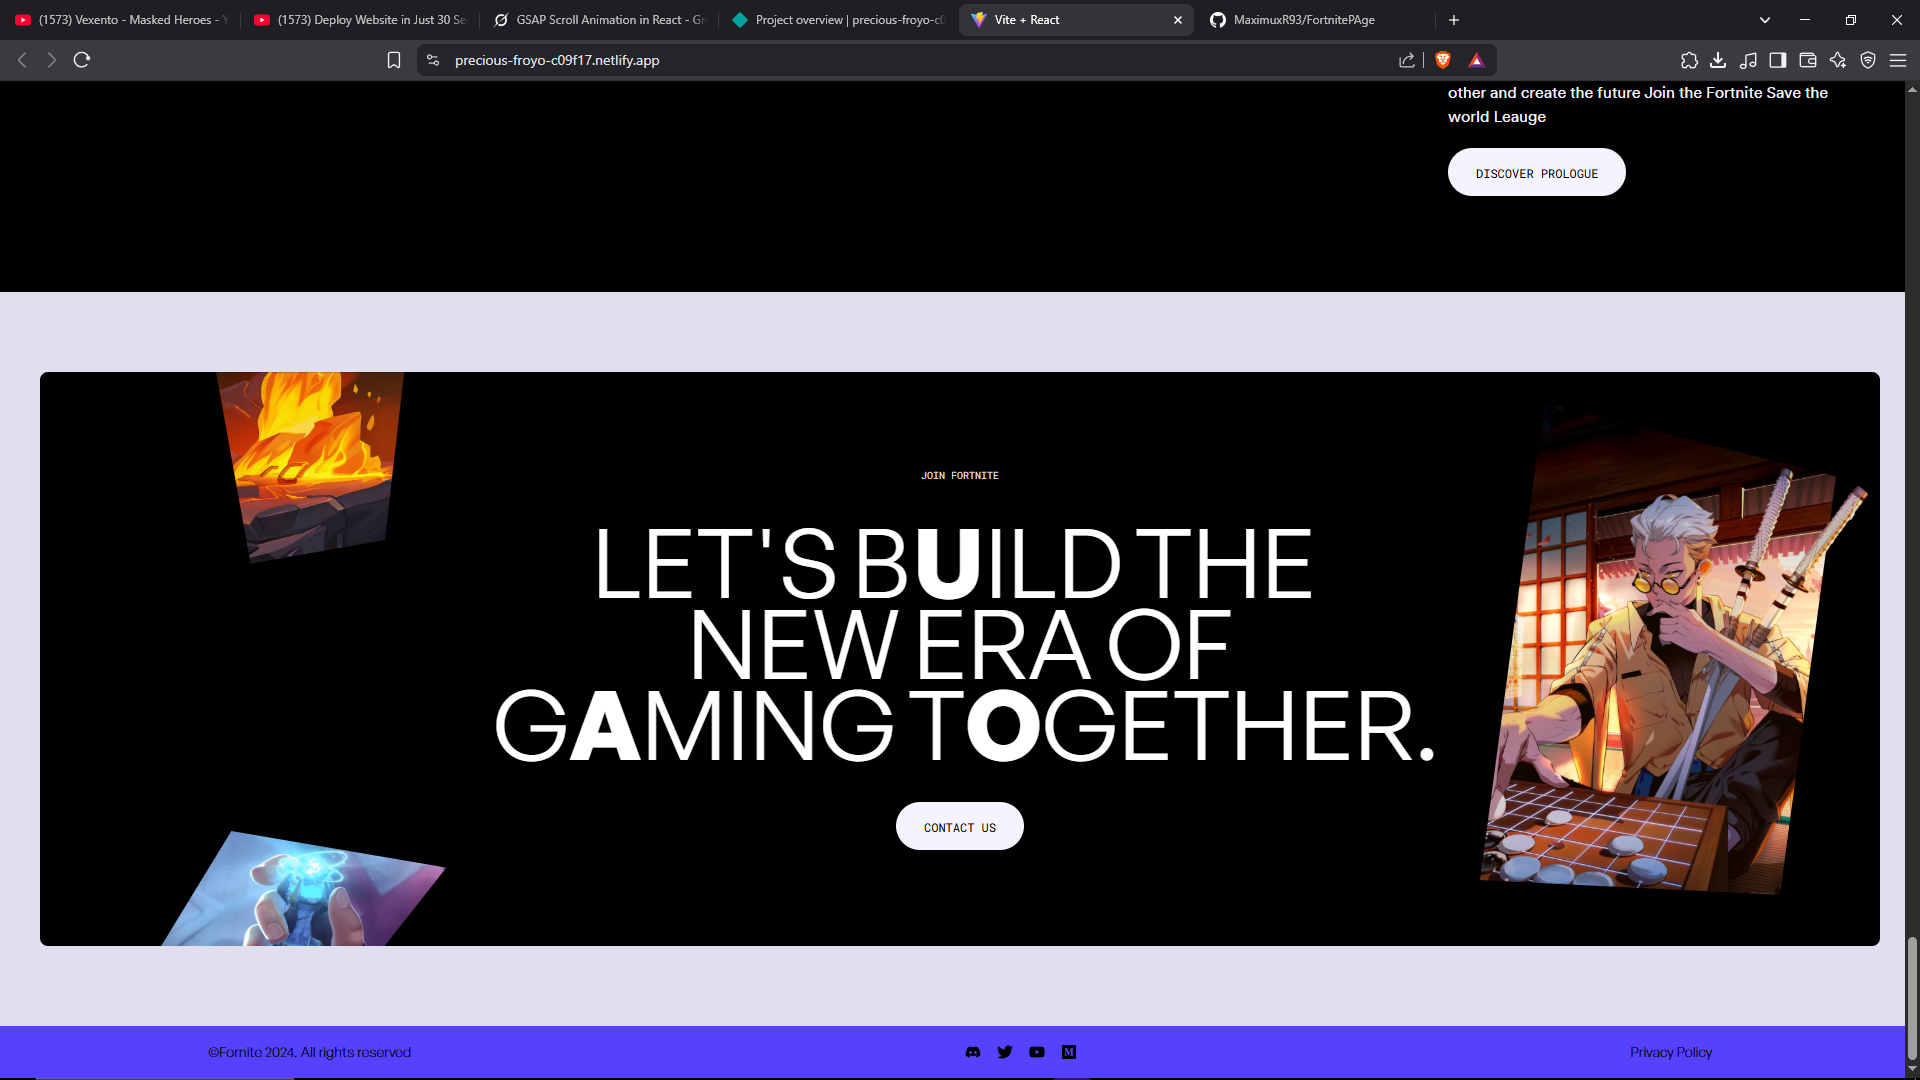 (1573) Vexento - Masked Heroes - Y
(1573) Deploy Website in Just 30 Se
GSAP Scroll Animation in React - Gr
Project overview | precious-froyo-c0
Vite + React
MaximuxR93/FortnitePAge
precious-froyo-c09f17.netlify.app
other and create the future Join the Fortnite Save the
world Leauge
DISCOVER PROLOGUE
JOIN FORTNITE
LET'S BUILD THE
NEW ERA OF
GAMING TOGETHER.
CONTACT US
©Fornite 2024. All rights reserved
M
Privacy Policy